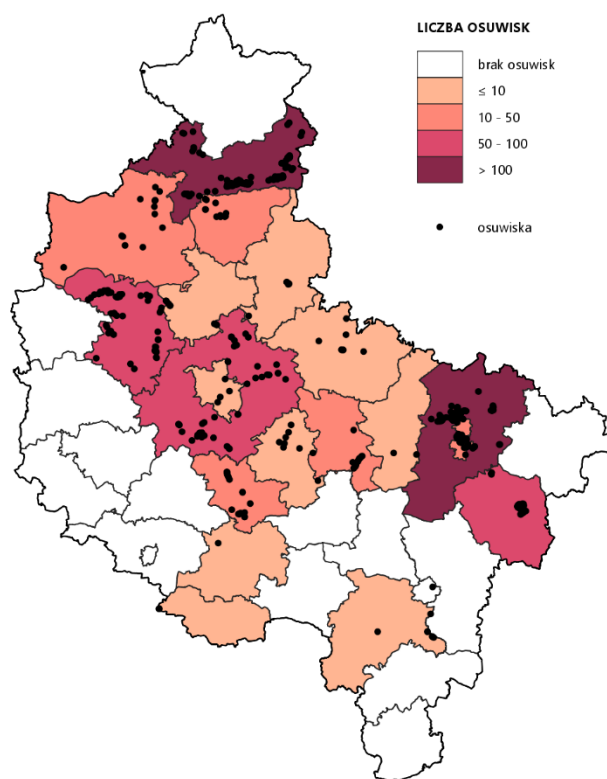 LICZBA OSUWISK
brak osuwisk
≤ 10
10 - 50
50 - 100
> 100
osuwiska